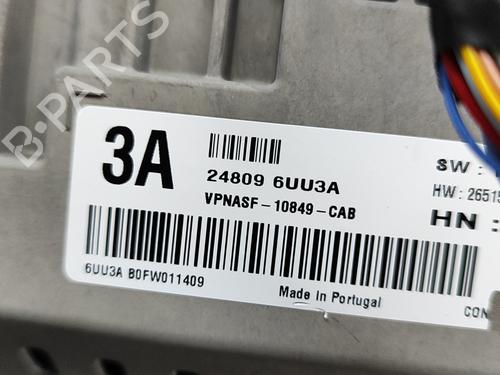 B-PARTS
3A
24809 6UU3A
VPNASF-10849-CAB
SW :
HW : 26515
HN :
6UU3A B0FW011409
Made in Portugal
CON